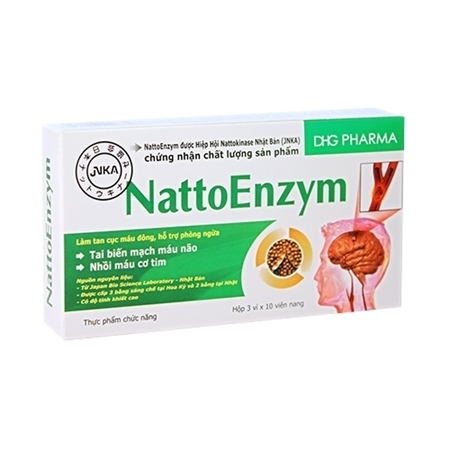 NattoEnzym được Hiệp Hội Nattokinase Nhật Bản (JNKA)
chứng nhận chất lượng sản phẩm
DHG PHARMA
JNKA
NattoEnzym
Làm tan cục máu đông, hỗ trợ phòng ngừa
Tai biến mạch máu não
Nhồi máu cơ tim
Nguồn nguyên liệu:
- Từ Japan Bio Science Laboratory - Nhật Bản
- Được cấp 3 bằng sáng chế tại Hoa Kỳ và 2 bằng tại Nhật
- Có độ tinh khiết cao
Thực phẩm chức năng
Hộp 3 vỉ x 10 viên nang